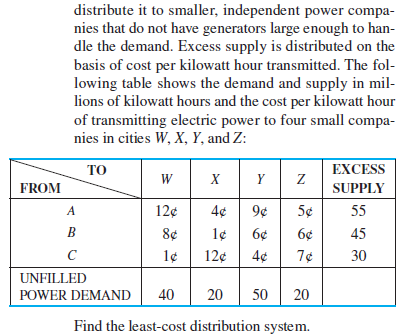 distribute it to smaller, independent power compa-
nies that do not have generators large enough to han-
dle the demand. Excess supply is distributed on the
basis of cost per kilowatt hour transmitted. The fol-
lowing table shows the demand and supply in mil-
lions of kilowatt hours and the cost per kilowatt hour
of transmitting electric power to four small compa-
nies in cities W, X, Y, and Z:
TO
FROM W X Y Z EXCESS SUPPLY
A 12¢ 4¢ 9¢ 5¢ 55
B 8¢ 1¢ 6¢ 6¢ 45
C 1¢ 12¢ 4¢ 7¢ 30
UNFILLED
POWER DEMAND 40 20 50 20
Find the least-cost distribution system.